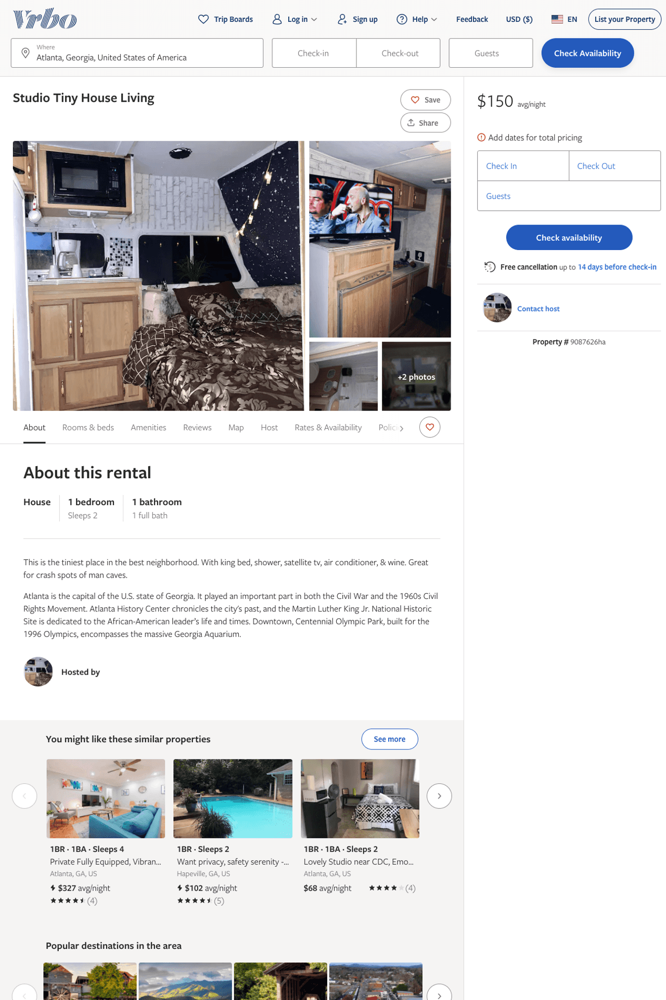 Vrbo
Trip Boards
Log in
Sign up
Help
Feedback
USD ($)
EN
List your Property
Where
Atlanta, Georgia, United States of America
Check-in
Check-out
Guests
Check Availability
Studio Tiny House Living
Save
Share
$150 avg/night
Add dates for total pricing
Check In
Check Out
Guests
Check availability
Free cancellation up to 14 days before check-in
Contact host
Property # 9087626ha
+2 photos
About
Rooms & beds
Amenities
Reviews
Map
Host
Rates & Availability
Polici
About this rental
House
1 bedroom
Sleeps 2
1 bathroom
1 full bath
This is the tiniest place in the best neighborhood. With king bed, shower, satellite tv, air conditioner, & wine. Great
for crash spots of man caves.
Atlanta is the capital of the U.S. state of Georgia. It played an important part in both the Civil War and the 1960s Civil
Rights Movement. Atlanta History Center chronicles the city's past, and the Martin Luther King Jr. National Historic
Site is dedicated to the African-American leader's life and times. Downtown, Centennial Olympic Park, built for the
1996 Olympics, encompasses the massive Georgia Aquarium.
Hosted by
You might like these similar properties
See more
1BR · 1BA · Sleeps 4
Private Fully Equipped, Vibran...
Atlanta, GA, US
$327 avg/night
(4)
1BR · Sleeps 2
Want privacy, safety serenity -...
Hapeville, GA, US
$102 avg/night
(5)
1BR · 1BA · Sleeps 2
Lovely Studio near CDC, Emo...
Atlanta, GA, US
$68 avg/night
(4)
Popular destinations in the area